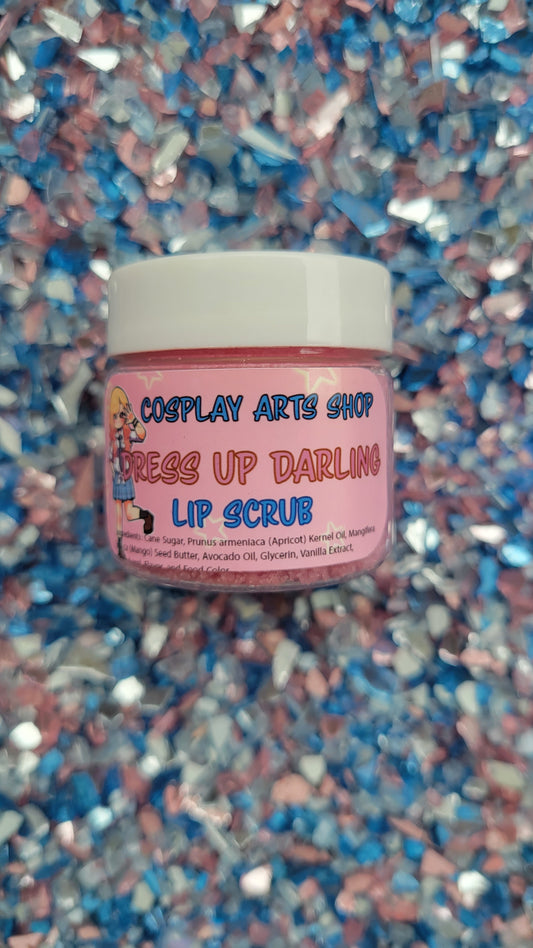 COSPLAY ARTS SHOP
DRESS UP DARLING
LIP SCRUB
Cane Sugar, Prunus armeniaca (Apricot) Kernel Oil, Mangifera
(Mango) Seed Butter, Avocado Oil, Glycerin, Vanilla Extract,
and Food Color